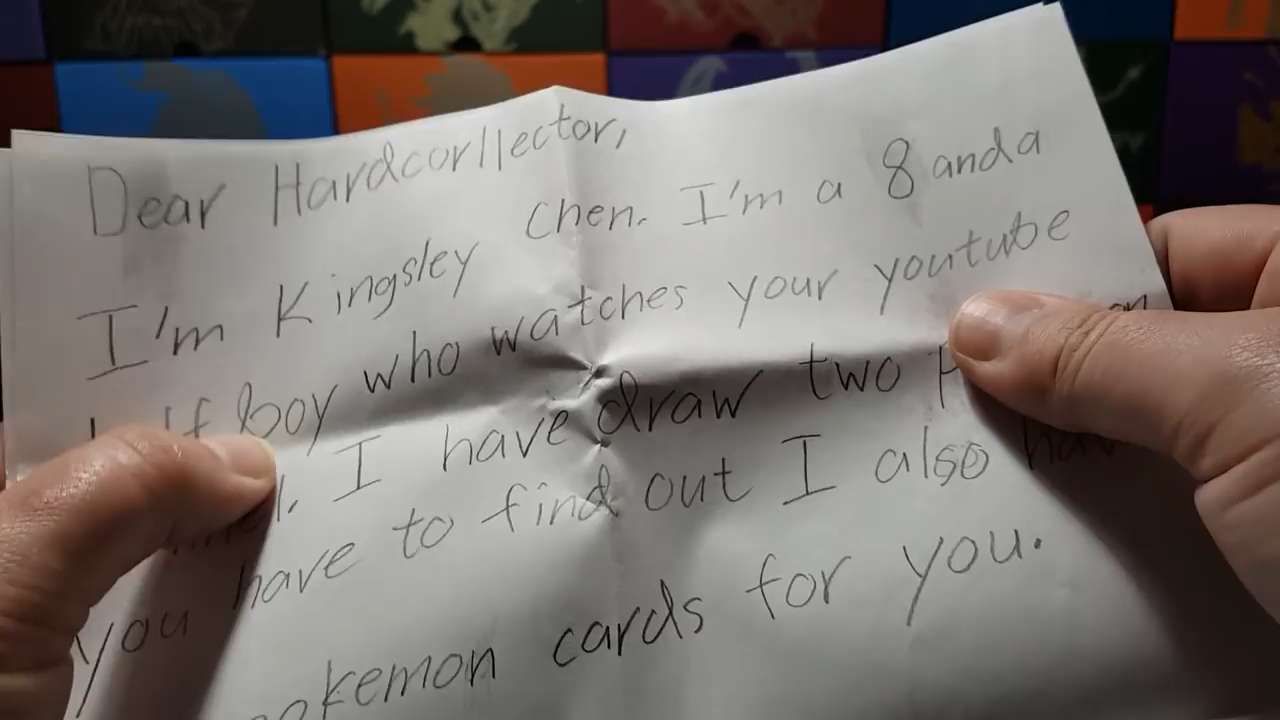 Dear Hardcorllector,
I'm Kingsley Chen. I'm a 8 and a
boy who watches your youtube
I have draw two
you have to find out I also
pokemon cards for you.